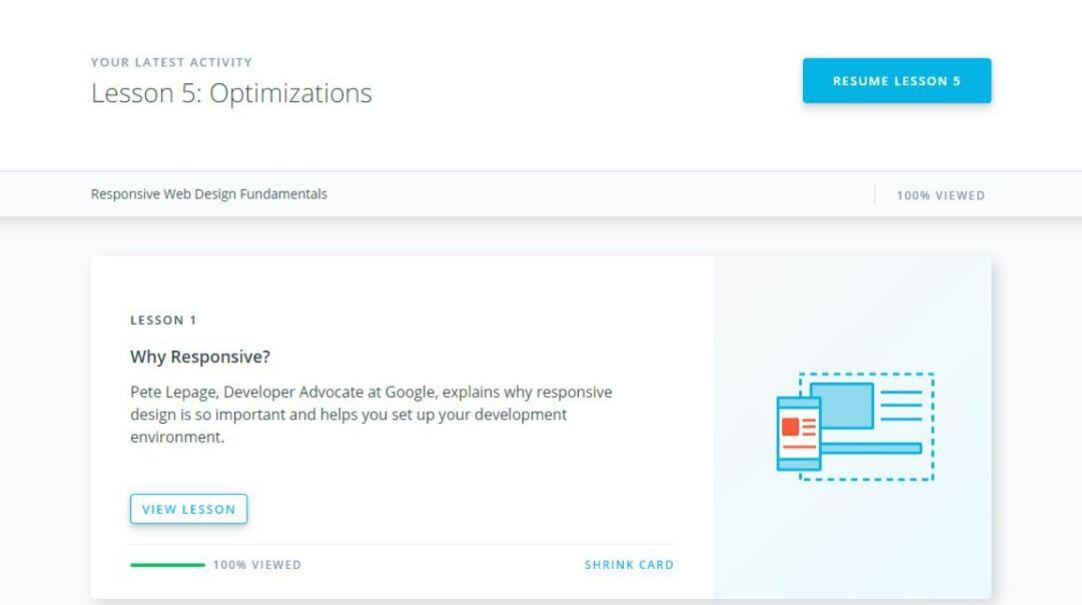 YOUR LATEST ACTIVITY
Lesson 5: Optimizations
RESUME LESSON 5
Responsive Web Design Fundamentals
100% VIEWED
LESSON 1
Why Responsive?
Pete Lepage, Developer Advocate at Google, explains why responsive
design is so important and helps you set up your development
environment.
VIEW LESSON
100% VIEWED
SHRINK CARD